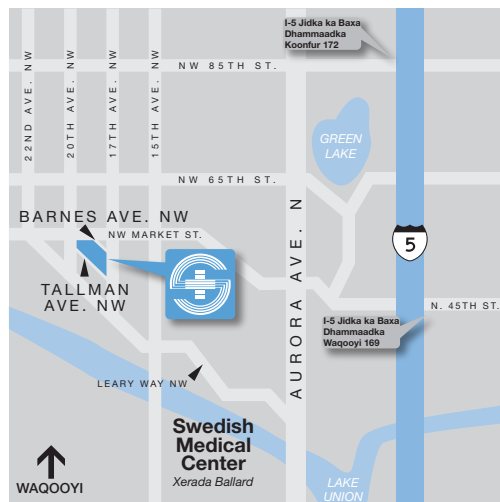 I-5 Jidka ka Baxa
Dhammaadka
Koonfur 172
NW 85TH ST.
22ND AVE. NW
20TH AVE. NW
17TH AVE. NW
15TH AVE. NW
GREEN
LAKE
NW 65TH ST.
BARNES AVE. NW
NW MARKET ST.
AURORA AVE. N
5
TALLMAN
AVE. NW
N. 45TH ST.
I-5 Jidka ka Baxa
Dhammaadka
Waqooyi 169
LEARY WAY NW
Swedish
Medical
Center
Xerada Ballard
WAQOOYI
LAKE
UNION